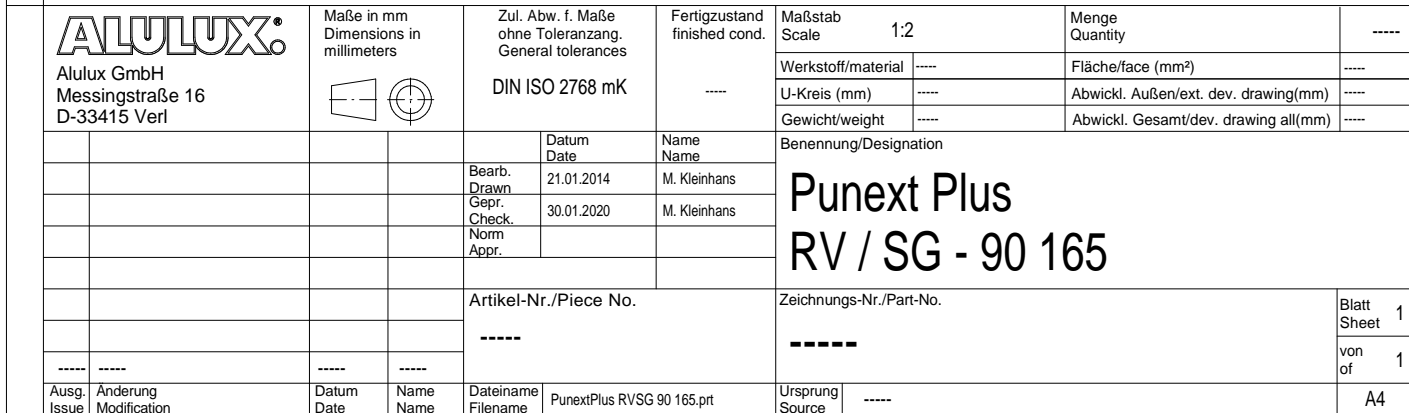 ALULUX®
Alulux GmbH
Messingstraße 16
D-33415 Verl
Maße in mm
Dimensions in
millimeters
Zul. Abw. f. Maße
ohne Toleranzang.
General tolerances
DIN ISO 2768 mK
Fertigzustand
finished cond.
-----
Maßstab
Scale
1:2
Menge
Quantity
-----
Werkstoff/material -----
Fläche/face (mm²) -----
U-Kreis (mm) -----
Abwickl. Außen/ext. dev. drawing(mm) -----
Gewicht/weight -----
Abwickl. Gesamt/dev. drawing all(mm) -----
Datum
Date
Name
Name
Bearb.
Drawn
21.01.2014
M. Kleinhans
Gepr.
Check.
30.01.2020
M. Kleinhans
Norm
Appr.
Benennung/Designation
Punext Plus
RV / SG - 90 165
Artikel-Nr./Piece No.
-----
Zeichnungs-Nr./Part-No.
-----
Blatt
Sheet
1
von
of
1
----- ----- ----- -----
Ausg.
Issue
Änderung
Modification
Datum
Date
Name
Name
Dateiname
Filename
PunextPlus RVSG 90 165.prt
Ursprung
Source
-----
A4